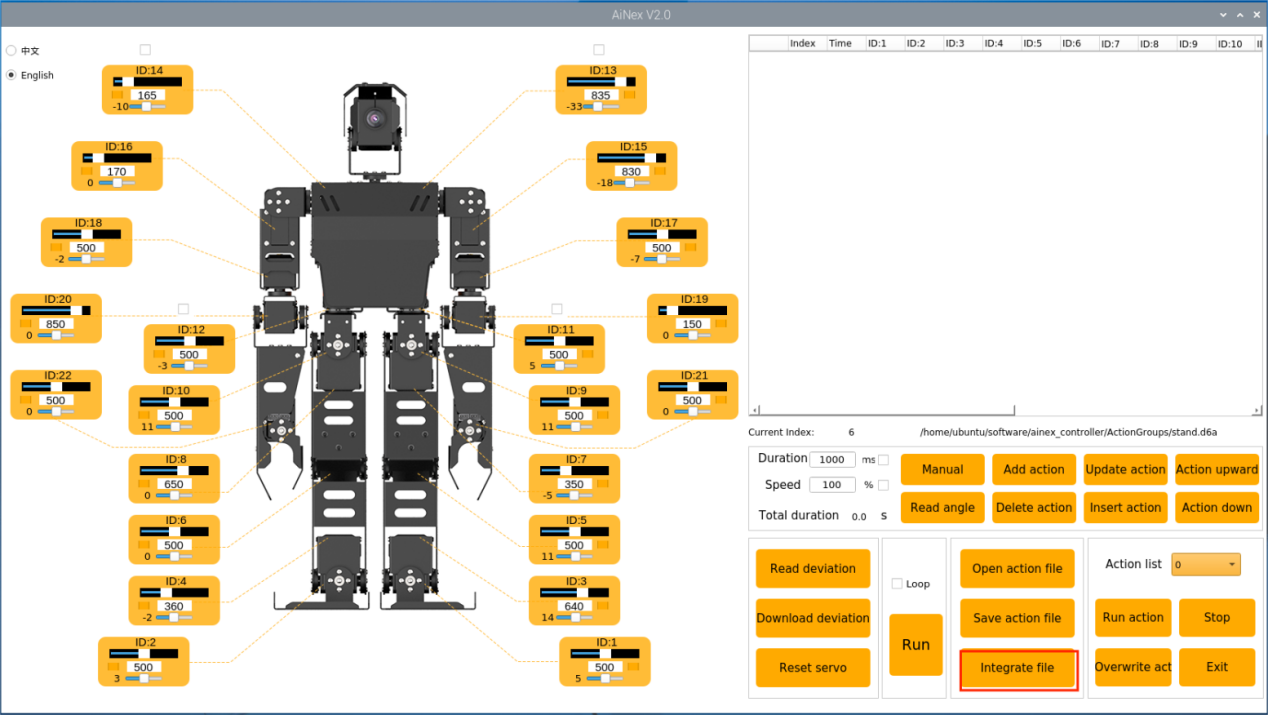 AiNex V2.0
中文
English
ID:14
165
-10
ID:13
835
-33
ID:16
170
0
ID:15
830
-18
ID:18
500
-2
ID:17
500
-7
ID:20
850
0
ID:19
150
0
ID:12
500
-3
ID:11
500
5
ID:22
500
0
ID:21
500
0
ID:10
500
11
ID:9
500
11
ID:8
650
0
ID:7
350
-5
ID:6
500
0
ID:5
500
11
ID:4
360
-2
ID:3
640
14
ID:2
500
3
ID:1
500
5
Index Time ID:1 ID:2 ID:3 ID:4 ID:5 ID:6 ID:7 ID:8 ID:9 ID:10
Current Index: 6 /home/ubuntu/software/ainex_controller/ActionGroups/stand.d6a
Duration 1000 ms
Speed 100 %
Total duration 0.0 S
Manual Add action Update action Action upward
Read angle Delete action Insert action Action down
Read deviation
Download deviation
Reset servo
Loop
Run
Open action file
Save action file
Integrate file
Action list 0
Run action Stop
Overwrite act Exit